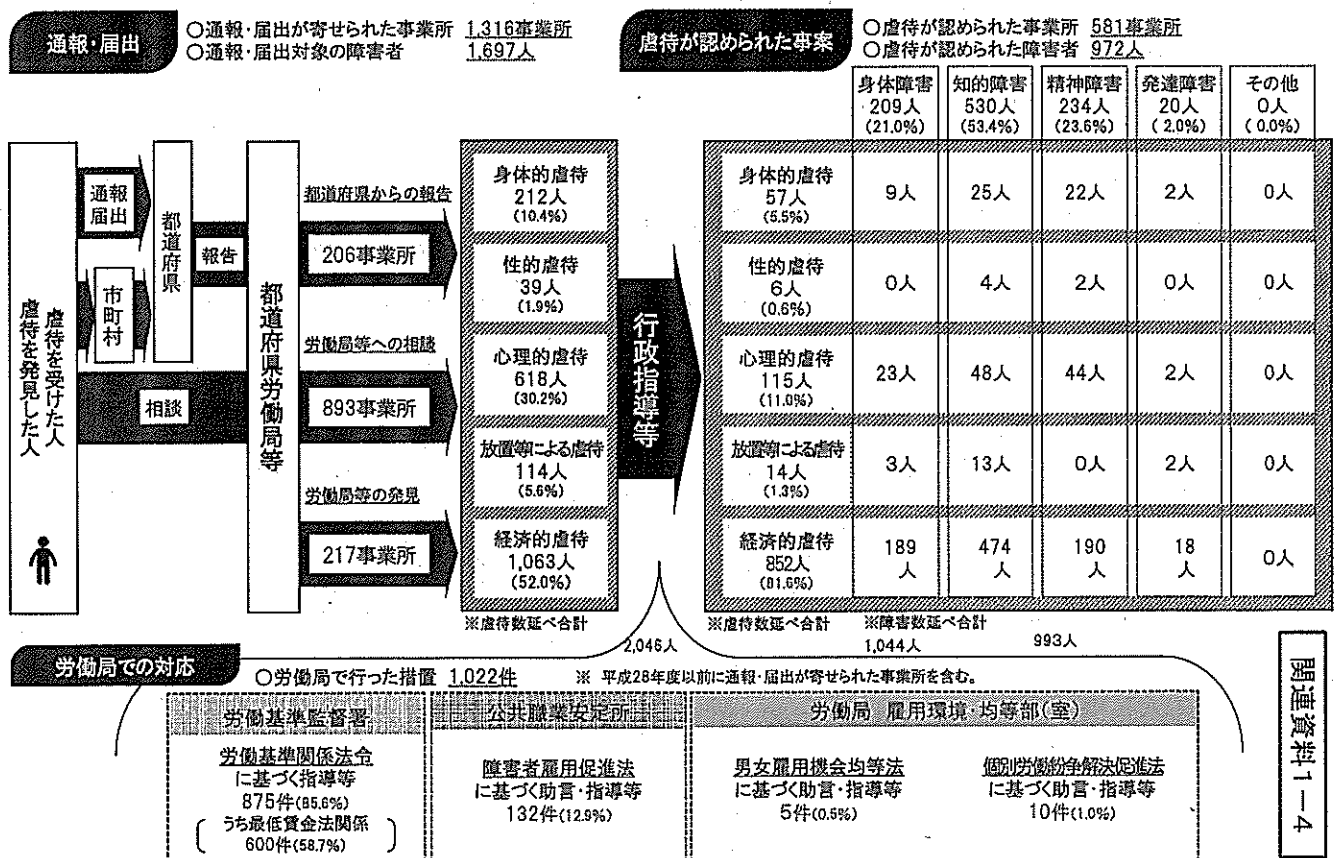 通報・届出
○通報・届出が寄せられた事業所 1,316事業所
○通報・届出対象の障害者 1,697人
虐待が認められた事案
○虐待が認められた事業所 581事業所
○虐待が認められた障害者 972人
身体障害
209人
(21.0%)
知的障害
530人
(53.4%)
精神障害
234人
(23.6%)
発達障害
20人
( 2.0%)
その他
0人
( 0.0%)
虐待を受けた人
虐待を発見した人
通報
届出
市町村
都道府県
報告
相談
都道府県労働局等
都道府県からの報告
206事業所
労働局等への相談
893事業所
労働局等の発見
217事業所
身体的虐待
212人
(10.4%)
性的虐待
39人
(1.9%)
心理的虐待
618人
(30.2%)
放置等による虐待
114人
(5.6%)
経済的虐待
1,063人
(52.0%)
※虐待数延べ合計
2,046人
行政指導等
身体的虐待
57人
(5.5%)
9人 25人 22人 2人 0人
性的虐待
6人
(0.6%)
0人 4人 2人 0人 0人
心理的虐待
115人
(11.0%)
23人 48人 44人 2人 0人
放置等による虐待
14人
(1.3%)
3人 13人 0人 2人 0人
経済的虐待
852人
(81.6%)
189人 474人 190人 18人 0人
※虐待数延べ合計
1,044人
※障害数延べ合計
993人
労働局での対応
○労働局で行った措置 1,022件 ※ 平成28年度以前に通報・届出が寄せられた事業所を含む。
労働基準監督署
労働基準関係法令
に基づく指導等
875件(85.6%)
うち最低賃金法関係
600件(58.7%)
公共職業安定所
障害者雇用促進法
に基づく助言・指導等
132件(12.9%)
労働局 雇用環境・均等部(室)
男女雇用機会均等法
に基づく助言・指導等
5件(0.5%)
個別労働紛争解決促進法
に基づく助言・指導等
10件(1.0%)
関連資料1-4